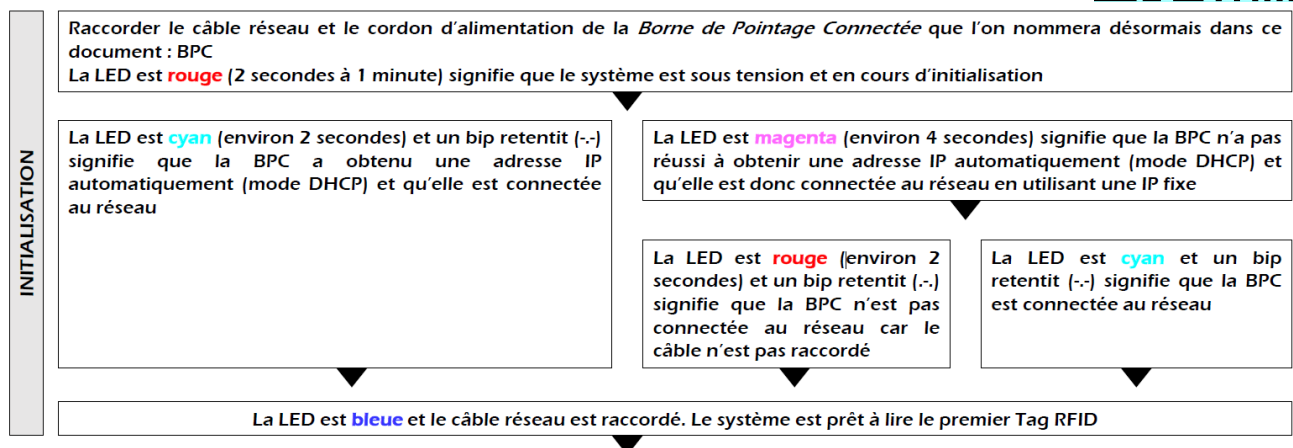 Raccorder le câble réseau et le cordon d'alimentation de la Borne de Pointage Connectée que l'on nommera désormais dans ce
document : BPC
La LED est rouge (2 secondes à 1 minute) signifie que le système est sous tension et en cours d'initialisation
INITIALISATION
La LED est cyan (environ 2 secondes) et un bip retentit (-.-)
signifie que la BPC a obtenu une adresse IP
automatiquement (mode DHCP) et qu'elle est connectée
au réseau
La LED est magenta (environ 4 secondes) signifie que la BPC n'a pas
réussi à obtenir une adresse IP automatiquement (mode DHCP) et
qu'elle est donc connectée au réseau en utilisant une IP fixe
La LED est rouge (environ 2
secondes) et un bip retentit (.-.)
signifie que la BPC n'est pas
connectée au réseau car le
câble n'est pas raccordé
La LED est cyan et un bip
retentit (-.-) signifie que la BPC
est connectée au réseau
La LED est bleue et le câble réseau est raccordé. Le système est prêt à lire le premier Tag RFID